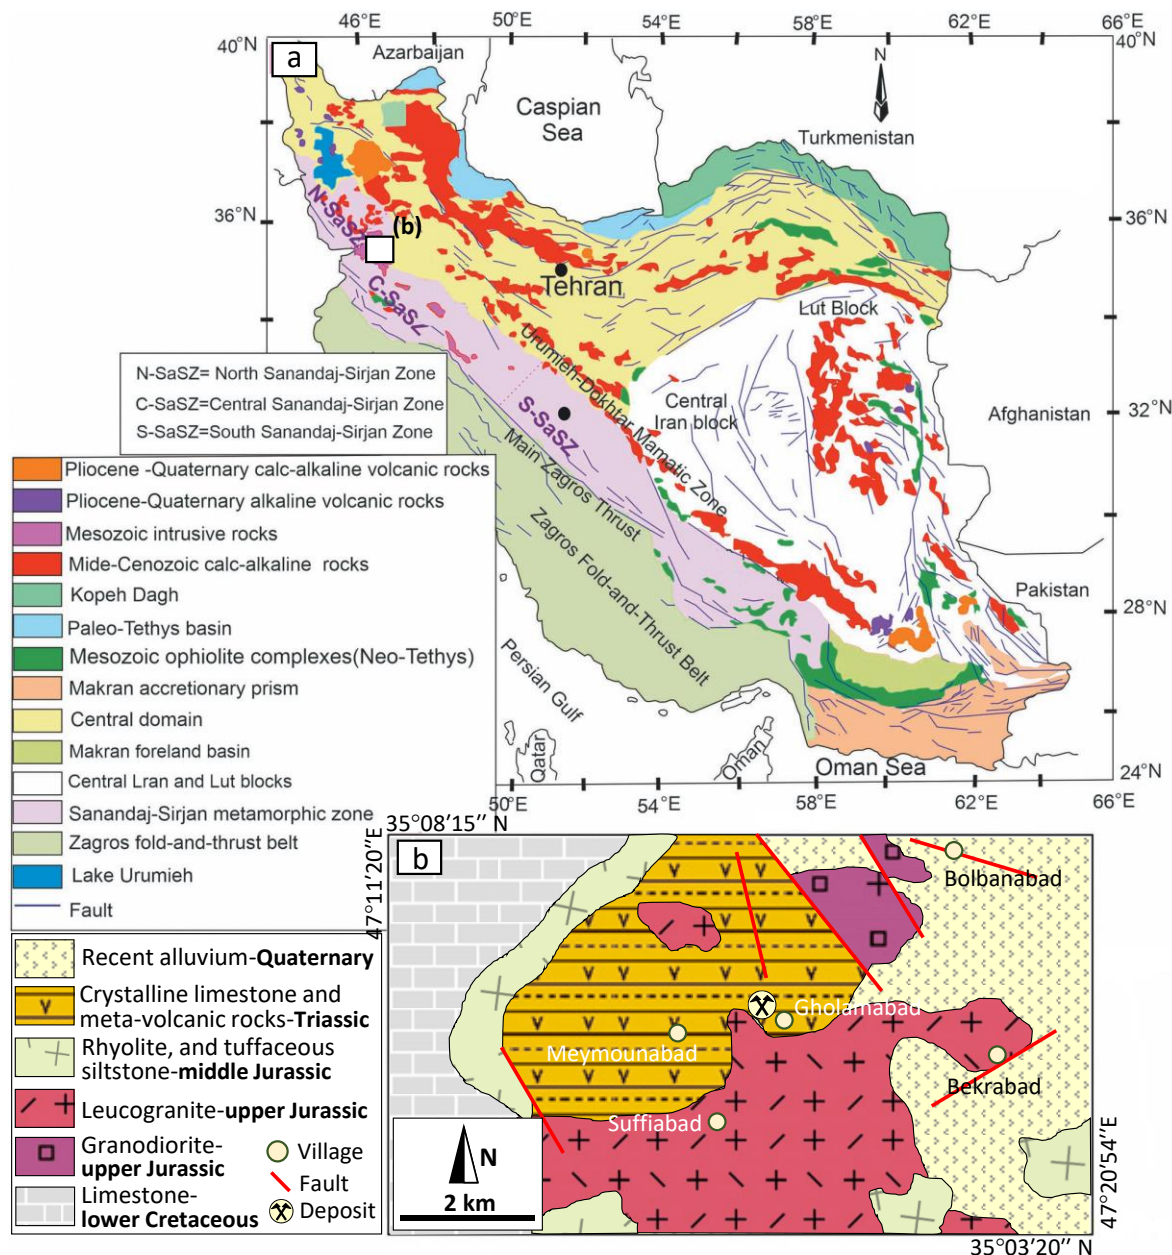 46°E
50°E
54°E
58°E
62°E
66°E
40°N
a
Azarbaijan
N
40°N
Caspian
Sea
Turkmenistan
36°N
N-SaSZ
(b)
36°N
Tehran
C-SaSZ
Lut Block
Urumieh-Dokhtar Mamatic Zone
N-SaSZ= North Sanandaj-Sirjan Zone
C-SaSZ=Central Sanandaj-Sirjan Zone
S-SaSZ=South Sanandaj-Sirjan Zone
S-SaSZ
Central
Iran block
Afghanistan
32°N
Main Zagros Thrust
Zagros Fold-and-Thrust Belt
Pakistan
28°N
Persian Gulf
Qatar
Oman
Oman Sea
24°N
50°E
54°E
58°E
62°E
66°E
Pliocene -Quaternary calc-alkaline volcanic rocks
Pliocene-Quaternary alkaline volcanic rocks
Mesozoic intrusive rocks
Mide-Cenozoic calc-alkaline rocks
Kopeh Dagh
Paleo-Tethys basin
Mesozoic ophiolite complexes(Neo-Tethys)
Makran accretionary prism
Central domain
Makran foreland basin
Central Lran and Lut blocks
Sanandaj-Sirjan metamorphic zone
Zagros fold-and-thrust belt
Lake Urumieh
Fault
35°08'15'' N
47°11'20''E
b
Bolbanabad
Gholamabad
Meymounabad
Bekrabad
Suffiabad
N
2 km
47°20'54''E
35°03'20'' N
Recent alluvium-Quaternary
Crystalline limestone and
meta-volcanic rocks-Triassic
Rhyolite, and tuffaceous
siltstone-middle Jurassic
Leucogranite-upper Jurassic
Granodiorite-
upper Jurassic
Limestone-
lower Cretaceous
Village
Fault
Deposit